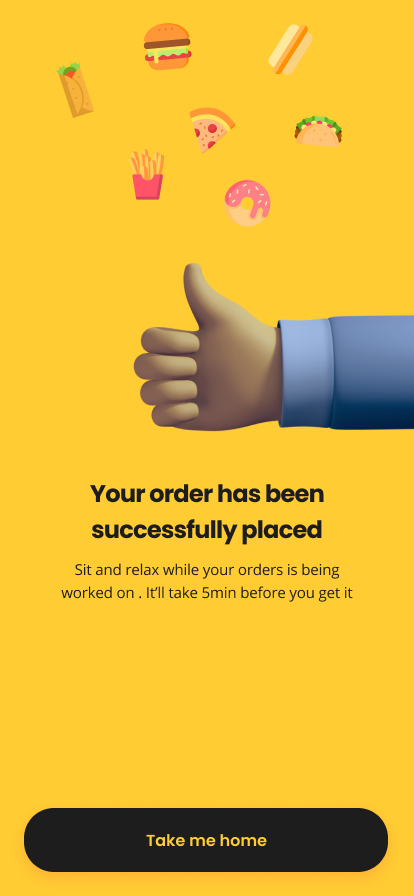 Your order has been
successfully placed
Sit and relax while your orders is being
worked on . It’ll take 5min before you get it
Take me home